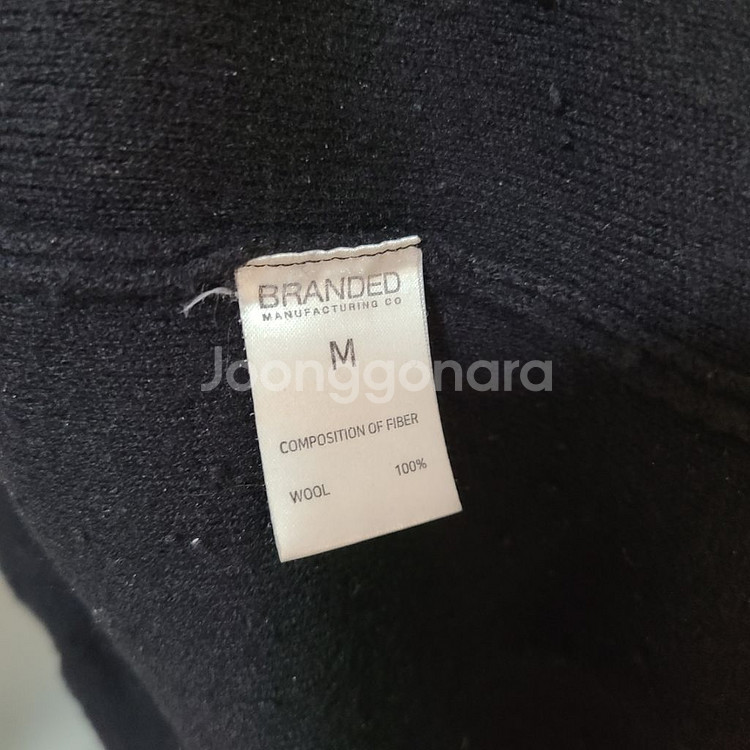 BRANDED
MANUFACTURING CO
M
Joonggonara
COMPOSITION OF FIBER
WOOL 100%